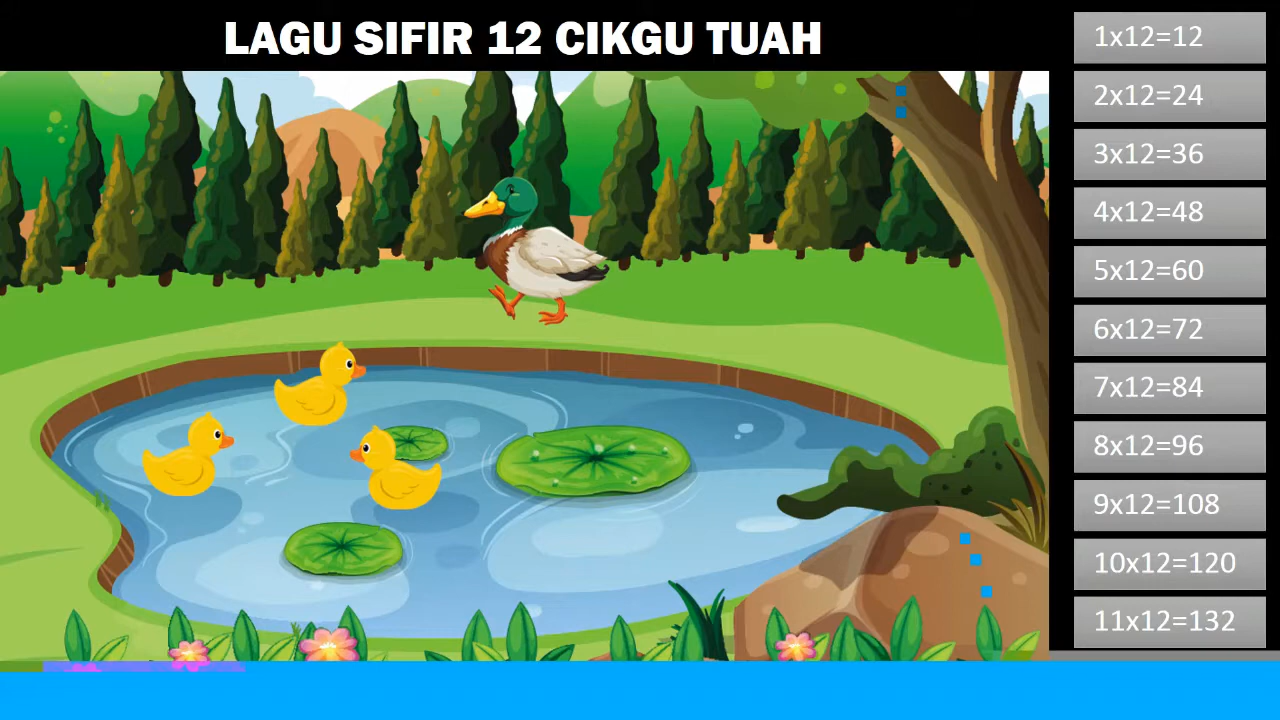 LAGU SIFIR 12 CIKGU TUAH
1x12=12
2x12=24
3x12=36
4x12=48
5x12=60
6x12=72
7x12=84
8x12=96
9x12=108
10x12=120
11x12=132